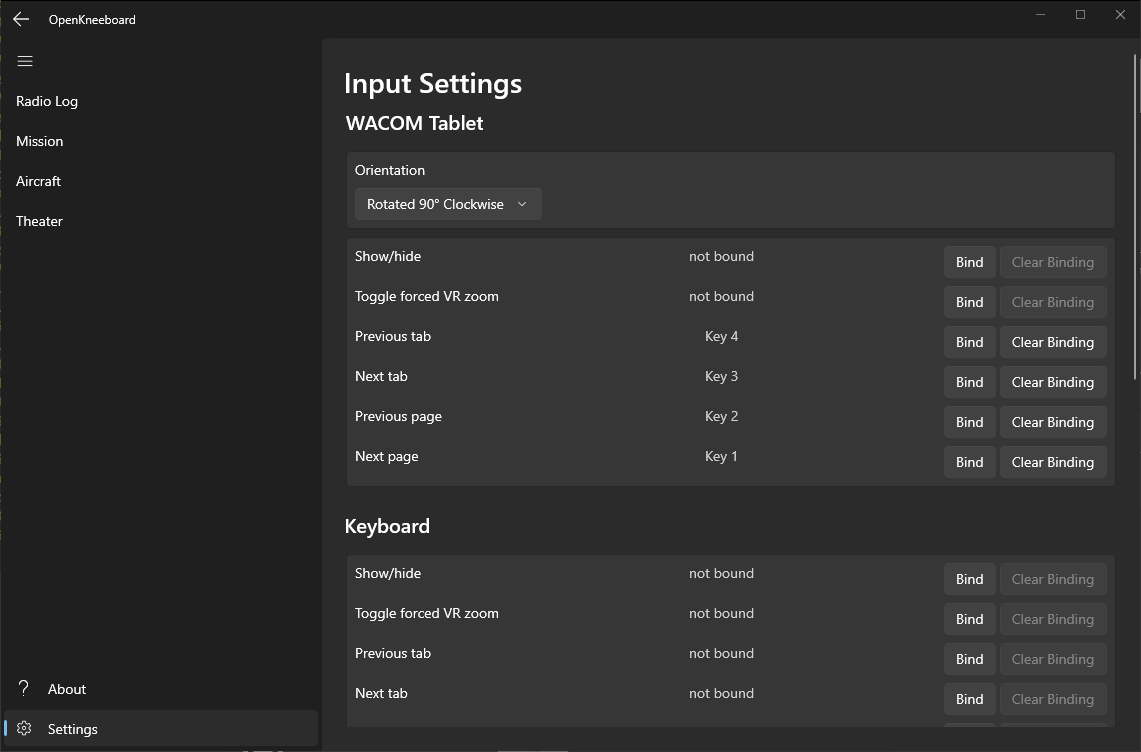 OpenKneeboard
Radio Log
Mission
Aircraft
Theater
? About
Settings
Input Settings
WACOM Tablet
Orientation
Rotated 90° Clockwise
Show/hide not bound Bind Clear Binding
Toggle forced VR zoom not bound Bind Clear Binding
Previous tab Key 4 Bind Clear Binding
Next tab Key 3 Bind Clear Binding
Previous page Key 2 Bind Clear Binding
Next page Key 1 Bind Clear Binding
Keyboard
Show/hide not bound Bind Clear Binding
Toggle forced VR zoom not bound Bind Clear Binding
Previous tab not bound Bind Clear Binding
Next tab not bound Bind Clear Binding